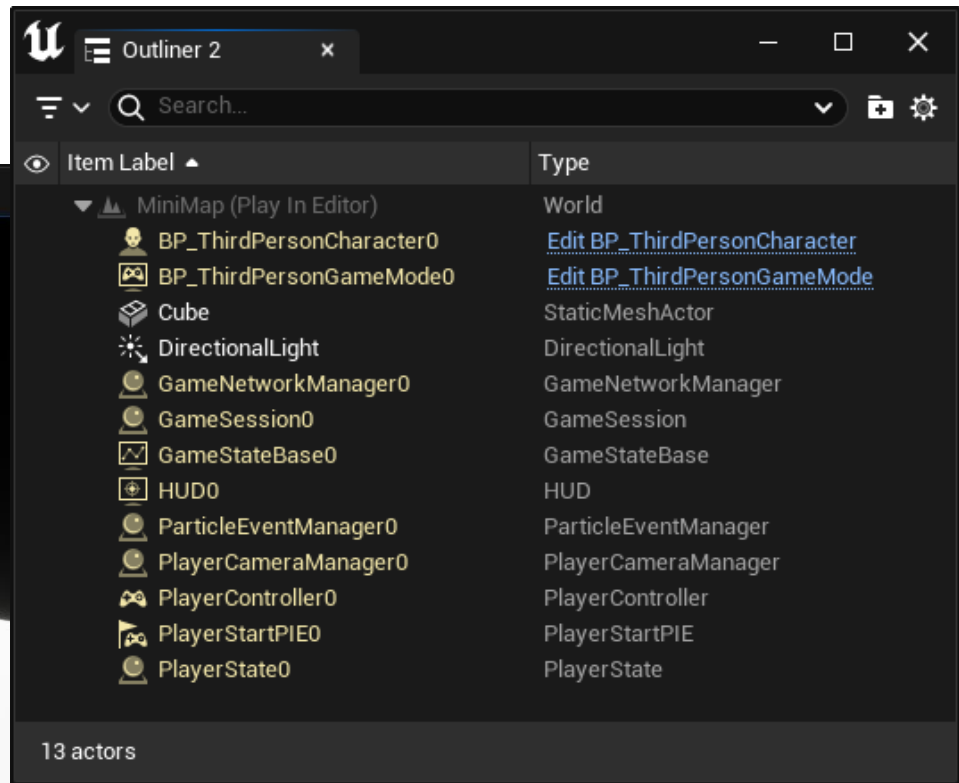 Outliner 2
Search...
Item Label Type
MiniMap (Play In Editor) World
BP_ThirdPersonCharacter0 Edit BP_ThirdPersonCharacter
BP_ThirdPersonGameMode0 Edit BP_ThirdPersonGameMode
Cube StaticMeshActor
DirectionalLight DirectionalLight
GameNetworkManager0 GameNetworkManager
GameSession0 GameSession
GameStateBase0 GameStateBase
HUD0 HUD
ParticleEventManager0 ParticleEventManager
PlayerCameraManager0 PlayerCameraManager
PlayerController0 PlayerController
PlayerStartPIE0 PlayerStartPIE
PlayerState0 PlayerState
13 actors